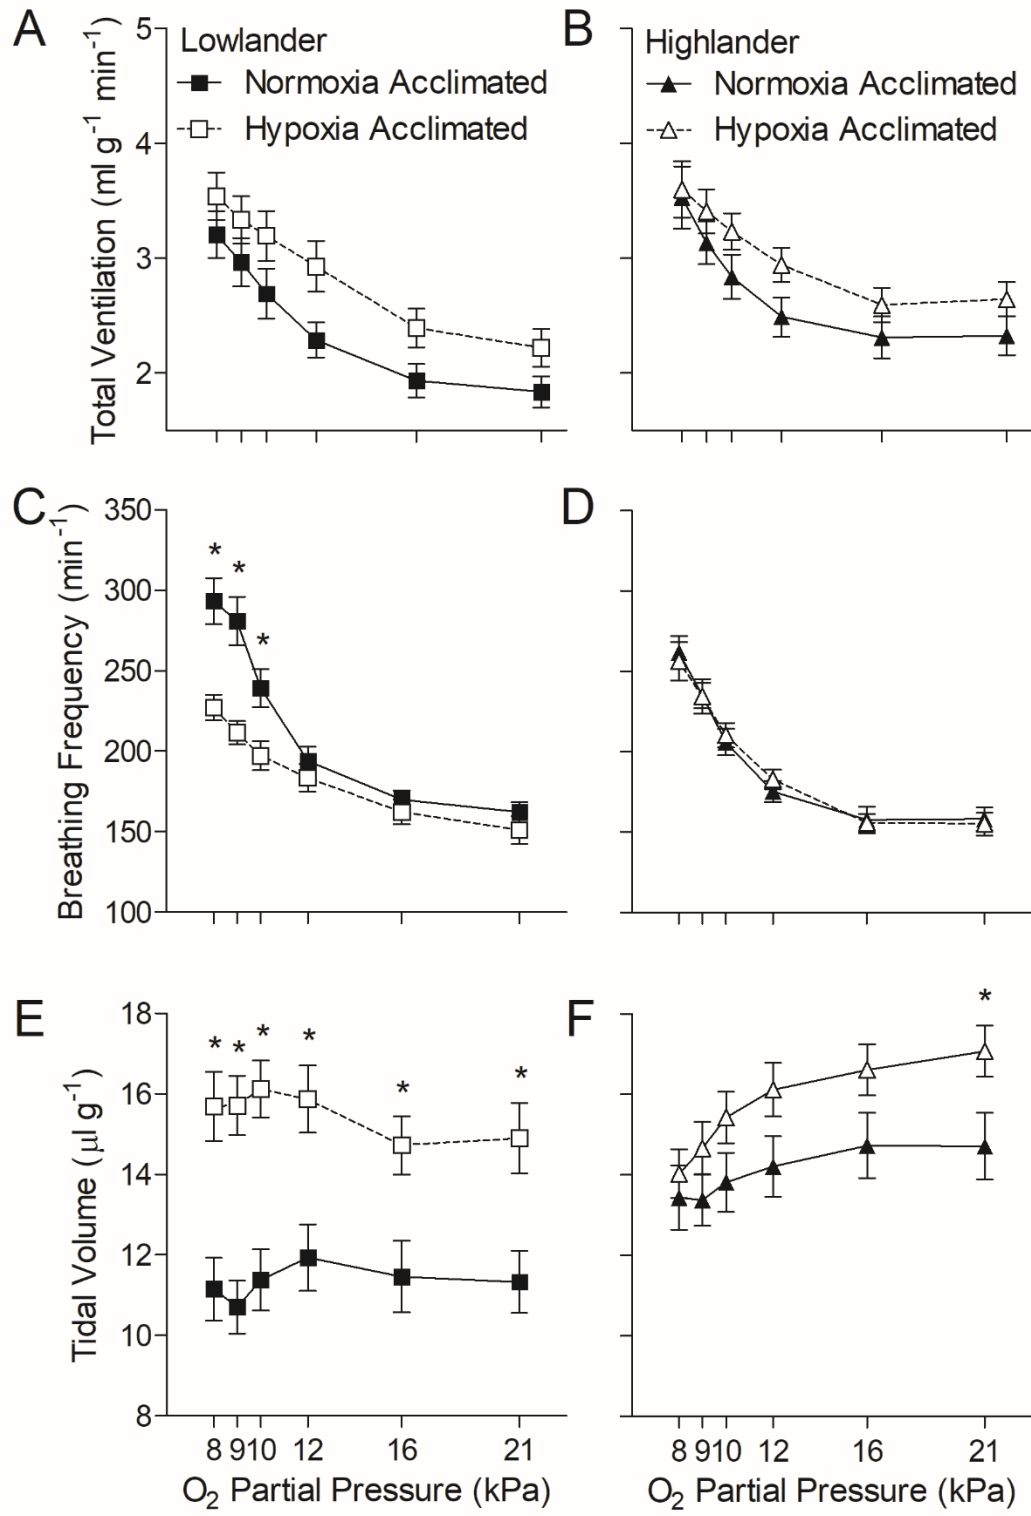 A
B
Lowlander
Normoxia Acclimated
Hypoxia Acclimated
Highlander
Normoxia Acclimated
Hypoxia Acclimated
Total Ventilation (ml g⁻¹ min⁻¹)
5
4
3
2
C
D
Breathing Frequency (min⁻¹)
350
300
250
200
150
100
* * *
E
F
Tidal Volume (µl g⁻¹)
18
16
14
12
10
8
* * * * * *
*
8 9 10 12 16 21
8 9 10 12 16 21
O₂ Partial Pressure (kPa)
O₂ Partial Pressure (kPa)